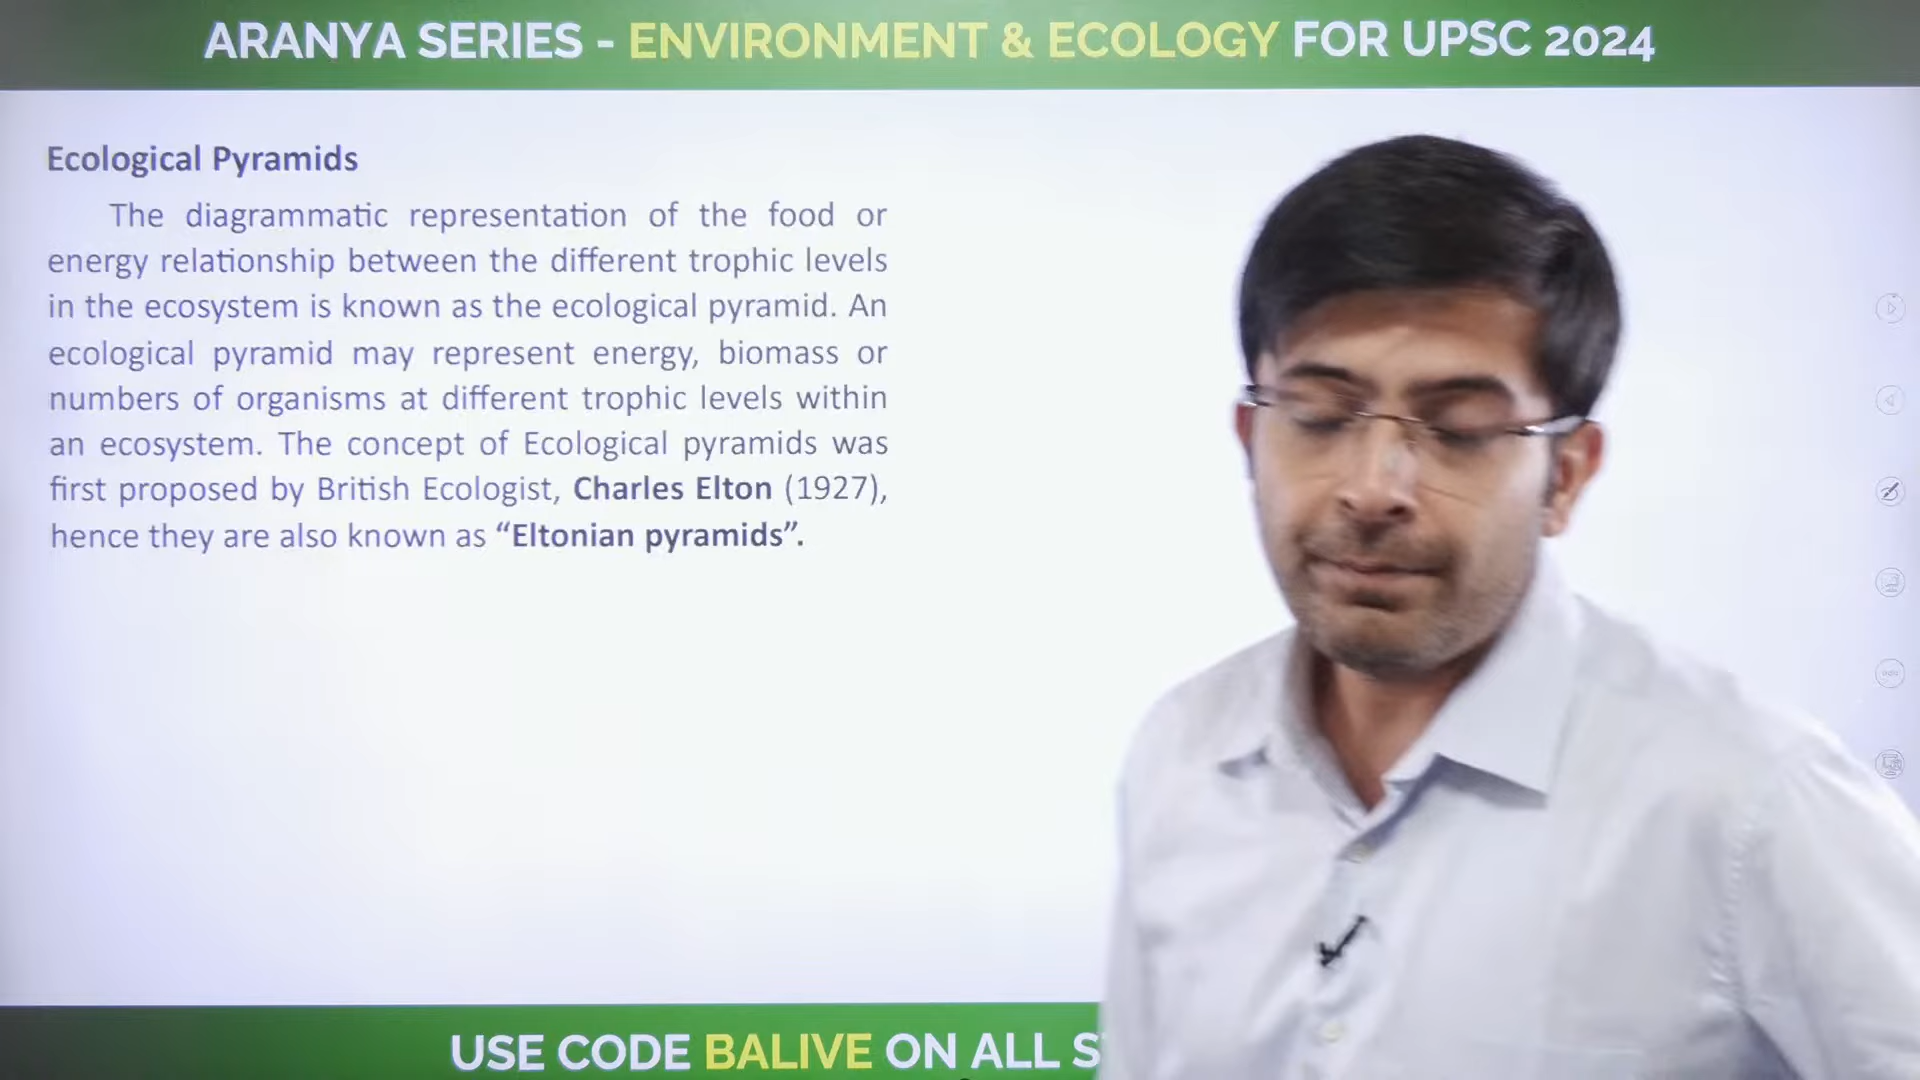 ARANYA SERIES - ENVIRONMENT & ECOLOGY FOR UPSC 2024
Ecological Pyramids
The diagrammatic representation of the food or
energy relationship between the different trophic levels
in the ecosystem is known as the ecological pyramid. An
ecological pyramid may represent energy, biomass or
numbers of organisms at different trophic levels within
an ecosystem. The concept of Ecological pyramids was
first proposed by British Ecologist, Charles Elton (1927),
hence they are also known as “Eltonian pyramids”.
USE CODE BALIVE ON ALL